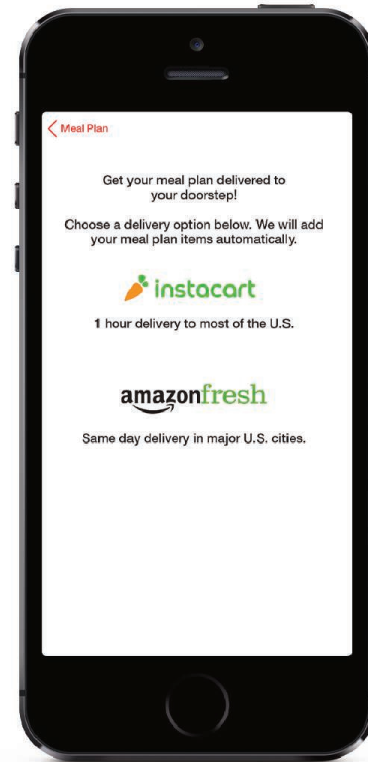 Meal Plan
Get your meal plan delivered to
your doorstep!
Choose a delivery option below. We will add
your meal plan items automatically.
instacart
1 hour delivery to most of the U.S.
amazonfresh
Same day delivery in major U.S. cities.